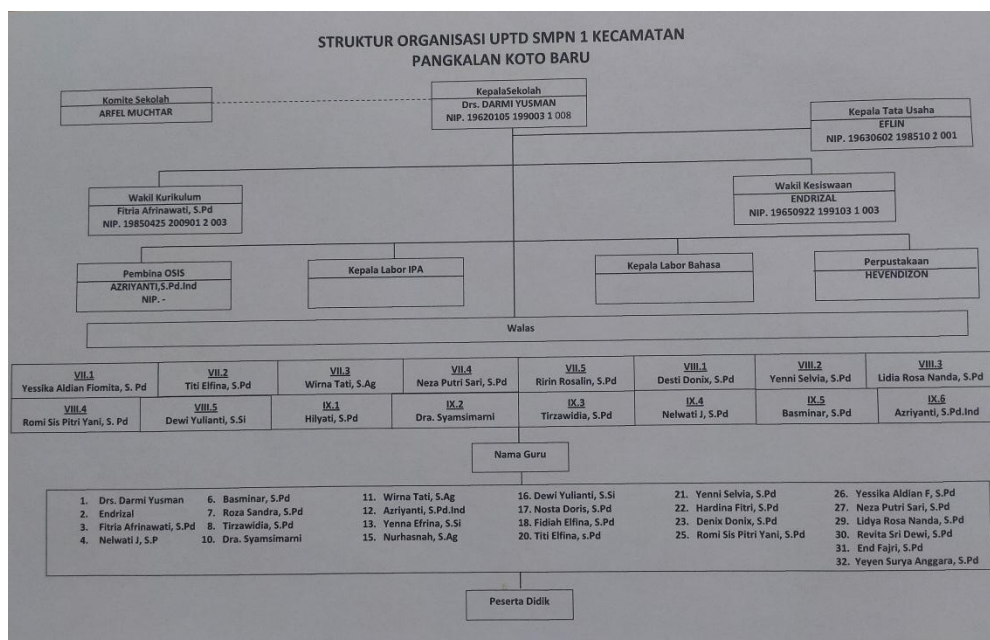 STRUKTUR ORGANISASI UPTD SMPN 1 KECAMATAN
PANGKALAN KOTO BARU
Komite Sekolah
ARFEL MUCHTAR
KepalaSekolah
Drs. DARMI YUSMAN
NIP. 19620105 199003 1 008
Kepala Tata Usaha
EFLIN
NIP. 19630602 198510 2 001
Wakil Kurikulum
Fitria Afrinawati, S.Pd
NIP. 19850425 200901 2 003
Wakil Kesiswaan
ENDRIZAL
NIP. 19650922 199103 1 003
Pembina OSIS
AZRIYANTI,S.Pd.Ind
NIP. -
Kepala Labor IPA
Kepala Labor Bahasa
Perpustakaan
HEVENDIZON
Walas
VII.1
Yessika Aldian Fiomita, S. Pd
VII.2
Titi Elfina, S.Pd
VII.3
Wirna Tati, S.Ag
VII.4
Neza Putri Sari, S.Pd
VII.5
Ririn Rosalin, S.Pd
VIII.1
Desti Donix, S.Pd
VIII.2
Yenni Selvia, S.Pd
VIII.3
Lidia Rosa Nanda, S.Pd
VIII.4
Romi Sis Pitri Yani, S. Pd
VIII.5
Dewi Yulianti, S.Si
IX.1
Hilyati, S.Pd
IX.2
Dra. Syamsimarni
IX.3
Tirzawidia, S.Pd
IX.4
Nelwati J, S.Pd
IX.5
Basminar, S.Pd
IX.6
Azriyanti, S.Pd.Ind
Nama Guru
1. Drs. Darmi Yusman
2. Endrizal
3. Fitria Afrinawati, S.Pd
4. Nelwati J, S.P
6. Basminar, S.Pd
7. Roza Sandra, S.Pd
8. Tirzawidia, S.Pd
10. Dra. Syamsimarni
11. Wirna Tati, S.Ag
12. Azriyanti, S.Pd.Ind
13. Yenna Efrina, S.Si
15. Nurhasnah, S.Ag
16. Dewi Yulianti, S.Si
17. Nosta Doris, S.Pd
18. Fidiah Elfina, S.Pd
20. Titi Elfina, s.Pd
21. Yenni Selvia, S.Pd
22. Hardina Fitri, S.Pd
23. Denix Donix, S.Pd
25. Romi Sis Pitri Yani, S.Pd
26. Yessika Aldian F, S.Pd
27. Neza Putri Sari, S.Pd
29. Lidya Rosa Nanda, S.Pd
30. Revita Sri Dewi, S.Pd
31. End Fajri, S.Pd
32. Yeyen Surya Anggara, S.Pd
Peserta Didik